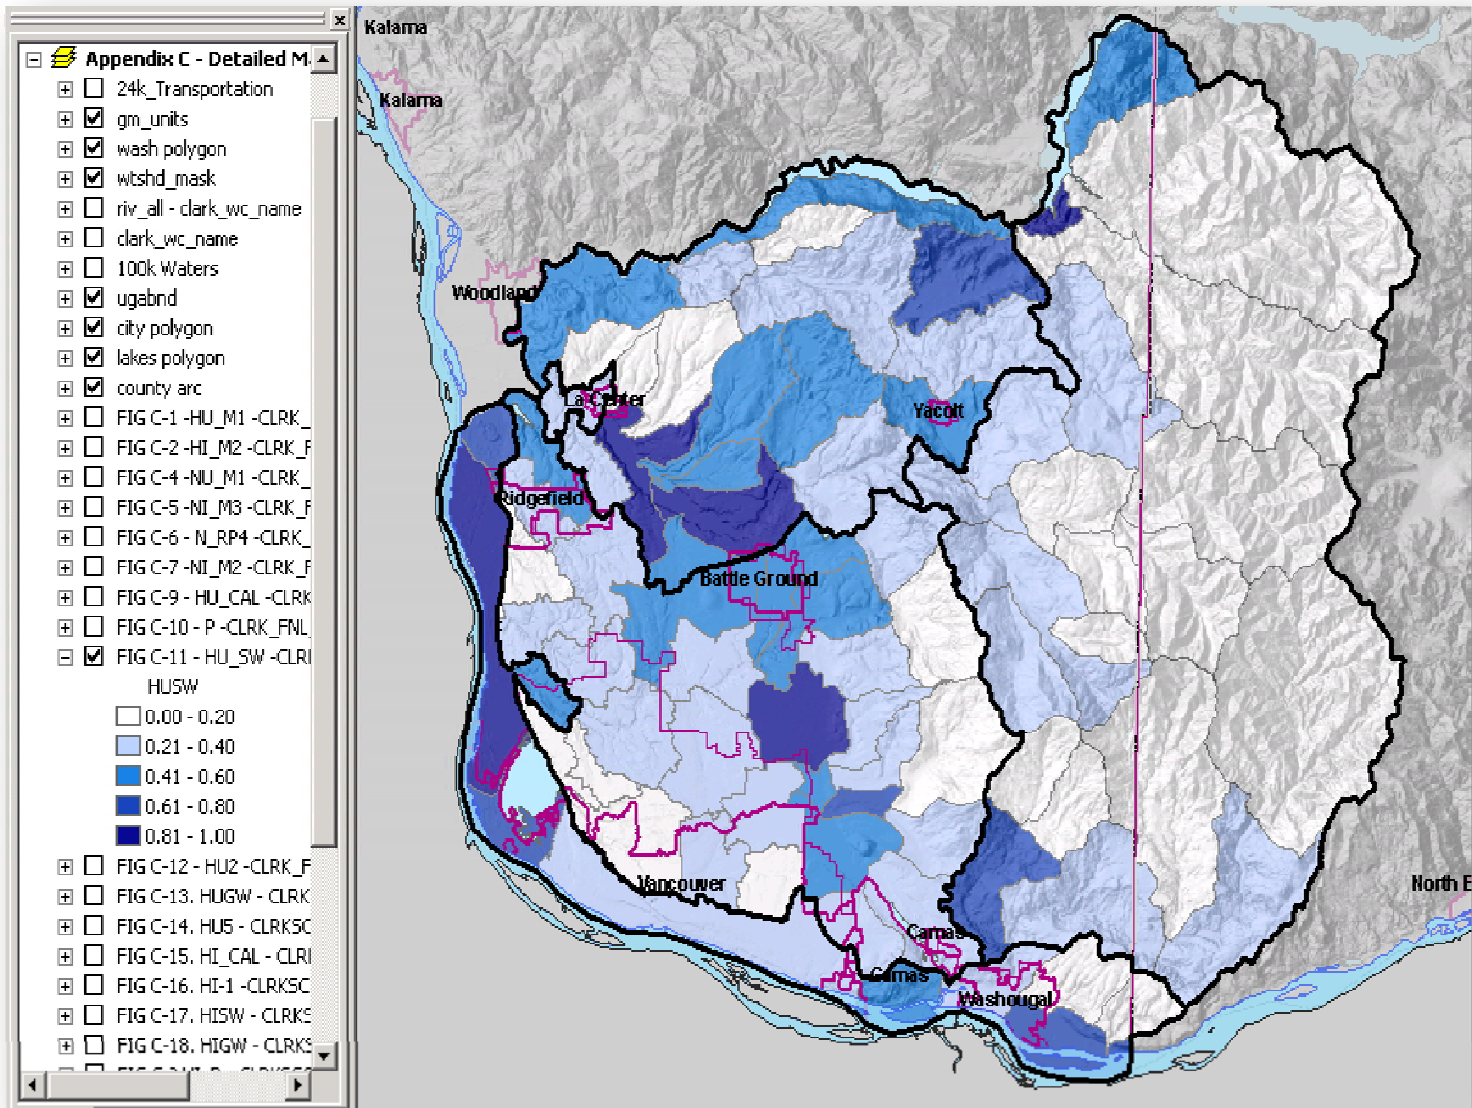 Appendix C - Detailed M
24k_Transportation
gm_units
wash polygon
wtshd_mask
riv_all - clark_wc_name
clark_wc_name
100k Waters
ugabnd
city polygon
lakes polygon
county arc
FIG C-1 -HU_M1 -CLRK_
FIG C-2 -HI_M2 -CLRK_F
FIG C-4 -NU_M1 -CLRK_
FIG C-5 -NI_M3 -CLRK_F
FIG C-6 - N_RP4 -CLRK_
FIG C-7 -NI_M2 -CLRK_F
FIG C-9 - HU_CAL -CLRK
FIG C-10 - P -CLRK_FNL_
FIG C-11 - HU_SW -CLRI
HUSW
0.00 - 0.20
0.21 - 0.40
0.41 - 0.60
0.61 - 0.80
0.81 - 1.00
FIG C-12 - HU2 -CLRK_F
FIG C-13. HUGW - CLRK
FIG C-14. HU5 - CLRKSC
FIG C-15. HI_CAL - CLRI
FIG C-16. HI-1 -CLRKSC
FIG C-17. HISW - CLRKS
FIG C-18. HIGW - CLRKS
Kalama
Kalama
Woodland
La Center
Yacolt
Ridgefield
Battle Ground
Vancouver
North E
Camas
Camas
Washougal